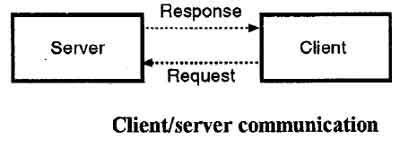 Response
Server
Client
Request
Client/server communication